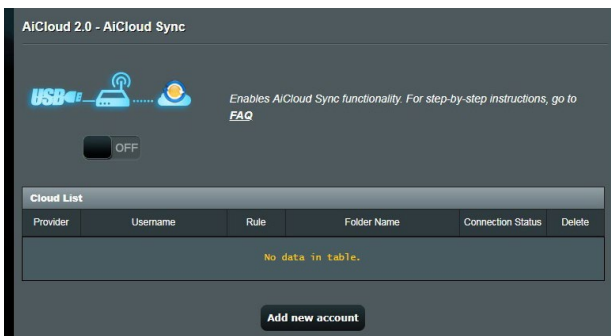 AiCloud 2.0 - AiCloud Sync
USB
Enables AiCloud Sync functionality. For step-by-step instructions, go to
FAQ
OFF
Cloud List
Provider Username Rule Folder Name Connection Status Delete
No data in table.
Add new account